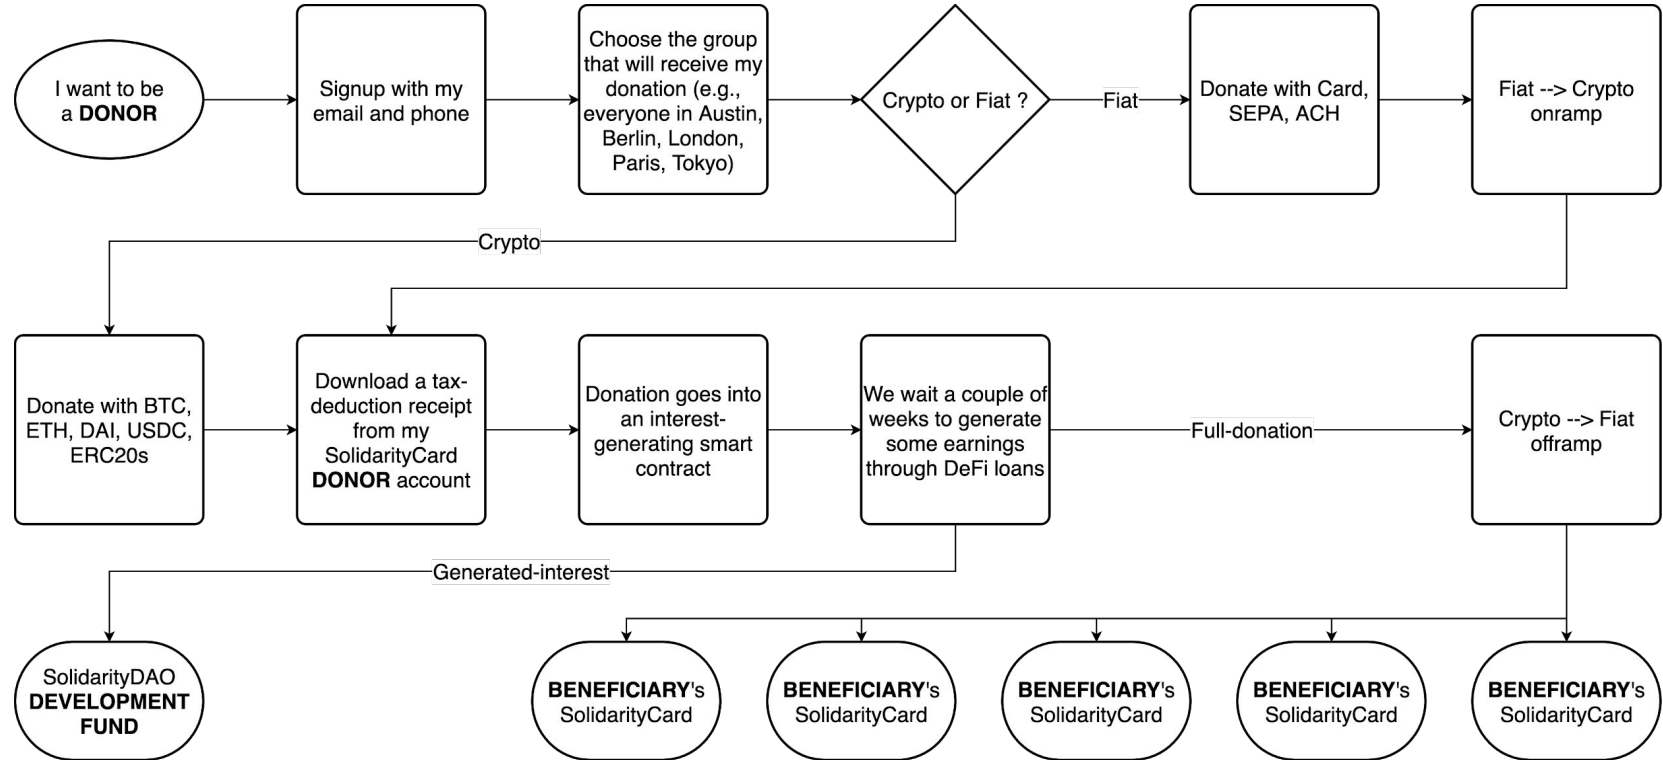 I want to be
a DONOR
Signup with my
email and phone
Choose the group
that will receive my
donation (e.g.,
everyone in Austin,
Berlin, London,
Paris, Tokyo)
Crypto or Fiat ?
Fiat
Donate with Card,
SEPA, ACH
Fiat --> Crypto
onramp
Crypto
Donate with BTC,
ETH, DAI, USDC,
ERC20s
Download a tax-
deduction receipt
from my
SolidarityCard
DONOR account
Donation goes into
an interest-
generating smart
contract
We wait a couple of
weeks to generate
some earnings
through DeFi loans
Full-donation
Crypto --> Fiat
offramp
Generated-interest
SolidarityDAO
DEVELOPMENT
FUND
BENEFICIARY's
SolidarityCard
BENEFICIARY's
SolidarityCard
BENEFICIARY's
SolidarityCard
BENEFICIARY's
SolidarityCard
BENEFICIARY's
SolidarityCard